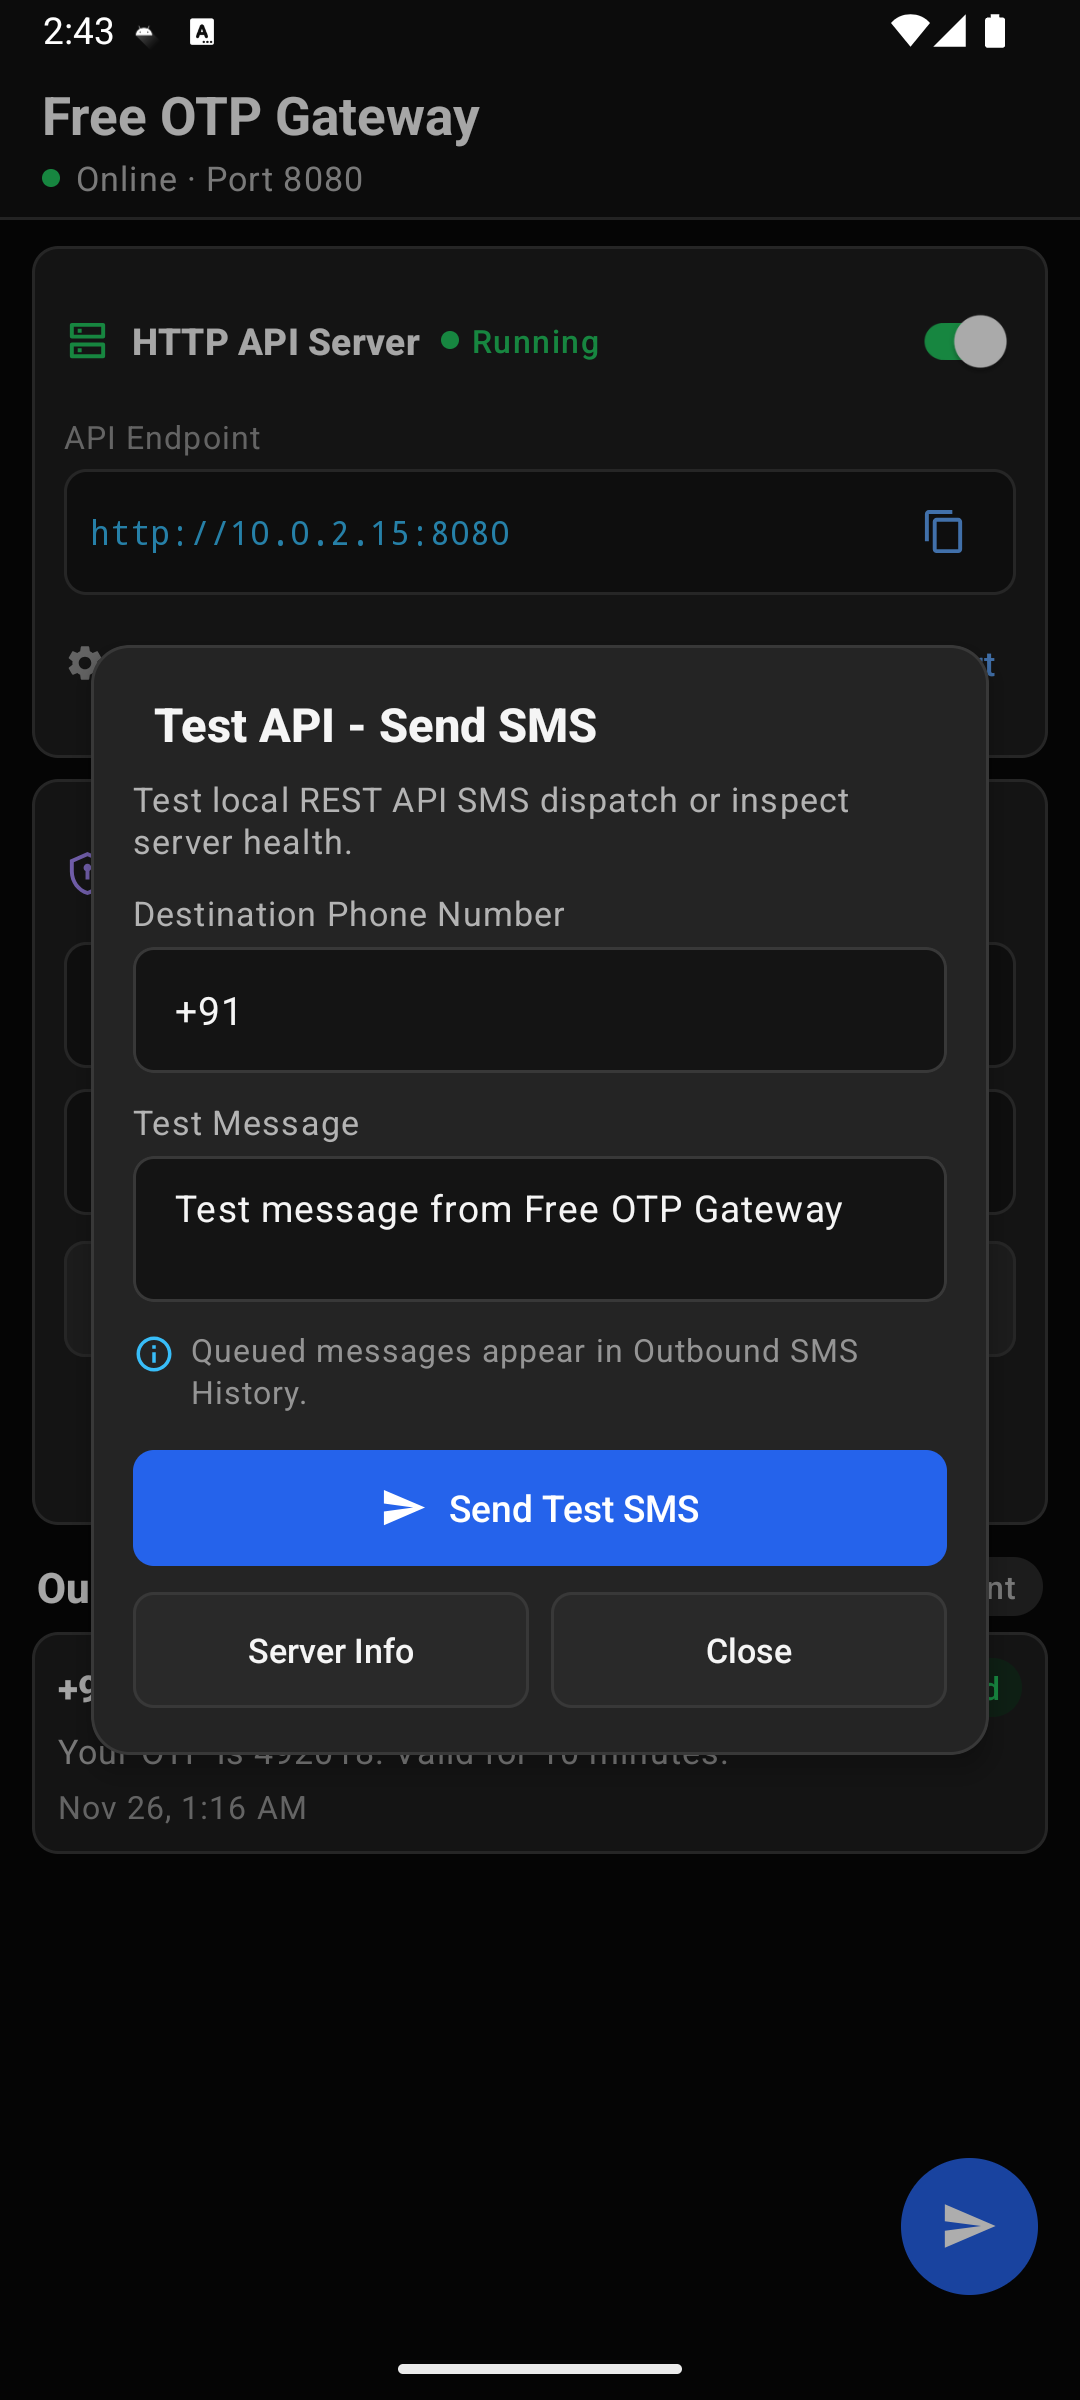 2:43
Free OTP Gateway
Online · Port 8080
HTTP API Server
Running
API Endpoint
http://10.0.2.15:8080
Test API - Send SMS
Test local REST API SMS dispatch or inspect
server health.
Destination Phone Number
+91
Test Message
Test message from Free OTP Gateway
Queued messages appear in Outbound SMS
History.
Send Test SMS
Server Info
Close
Nov 26, 1:16 AM